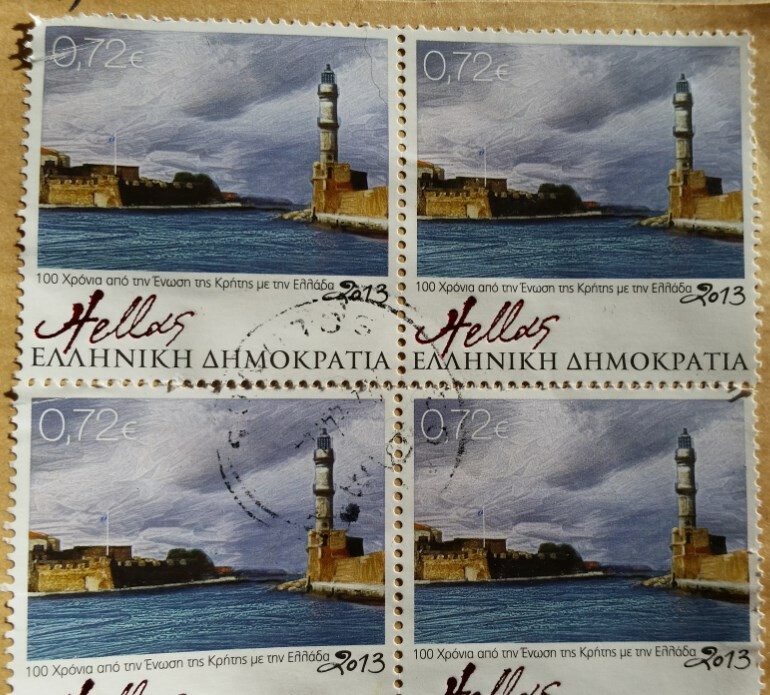 0,72€ 0,72€
100 Χρόνια από την Ένωση της Κρήτης με την Ελλάδα 2013 100 Χρόνια από την Ένωση της Κρήτης με την Ελλάδα 2013
Hellas Hellas
ΕΛΛΗΝΙΚΗ ΔΗΜΟΚΡΑΤΙΑ ΕΛΛΗΝΙΚΗ ΔΗΜΟΚΡΑΤΙΑ
0,72€ 0,72€
100 Χρόνια από την Ένωση της Κρήτης με την Ελλάδα 2013 100 Χρόνια από την Ένωση της Κρήτης με την Ελλάδα 2013